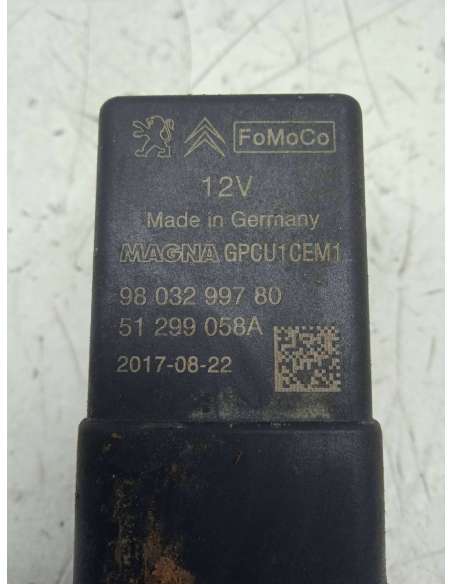 FoMoCo
12V
Made in Germany
MAGNA GPCU1CEM1
98 032 997 80
51 299 058A
2017-08-22